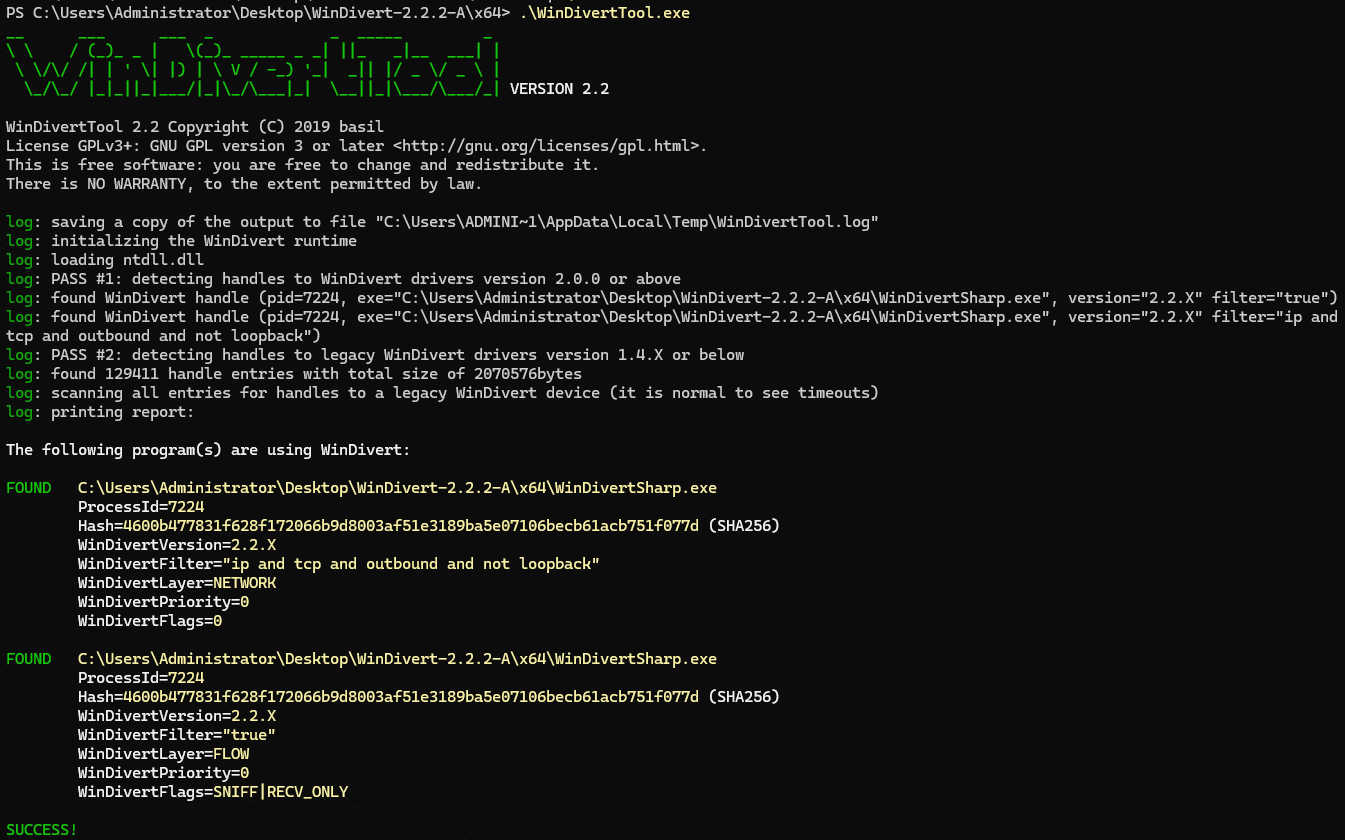 PS C:\Users\Administrator\Desktop\WinDivert-2.2.2-A\x64> .\WinDivertTool.exe
WinDivertTool VERSION 2.2
WinDivertTool 2.2 Copyright (C) 2019 basil
License GPLv3+: GNU GPL version 3 or later <http://gnu.org/licenses/gpl.html>.
This is free software: you are free to change and redistribute it.
There is NO WARRANTY, to the extent permitted by law.
log: saving a copy of the output to file "C:\Users\ADMINI~1\AppData\Local\Temp\WinDivertTool.log"
log: initializing the WinDivert runtime
log: loading ntdll.dll
log: PASS #1: detecting handles to WinDivert drivers version 2.0.0 or above
log: found WinDivert handle (pid=7224, exe="C:\Users\Administrator\Desktop\WinDivert-2.2.2-A\x64\WinDivertSharp.exe", version="2.2.X" filter="true")
log: found WinDivert handle (pid=7224, exe="C:\Users\Administrator\Desktop\WinDivert-2.2.2-A\x64\WinDivertSharp.exe", version="2.2.X" filter="ip and
tcp and outbound and not loopback")
log: PASS #2: detecting handles to legacy WinDivert drivers version 1.4.X or below
log: found 129411 handle entries with total size of 2070576bytes
log: scanning all entries for handles to a legacy WinDivert device (it is normal to see timeouts)
log: printing report:
The following program(s) are using WinDivert:
FOUND C:\Users\Administrator\Desktop\WinDivert-2.2.2-A\x64\WinDivertSharp.exe
ProcessId=7224
Hash=4600b477831f628f172066b9d8003af51e3189ba5e07106becb61acb751f077d (SHA256)
WinDivertVersion=2.2.X
WinDivertFilter="ip and tcp and outbound and not loopback"
WinDivertLayer=NETWORK
WinDivertPriority=0
WinDivertFlags=0
FOUND C:\Users\Administrator\Desktop\WinDivert-2.2.2-A\x64\WinDivertSharp.exe
ProcessId=7224
Hash=4600b477831f628f172066b9d8003af51e3189ba5e07106becb61acb751f077d (SHA256)
WinDivertVersion=2.2.X
WinDivertFilter="true"
WinDivertLayer=FLOW
WinDivertPriority=0
WinDivertFlags=SNIFF|RECV_ONLY
SUCCESS!